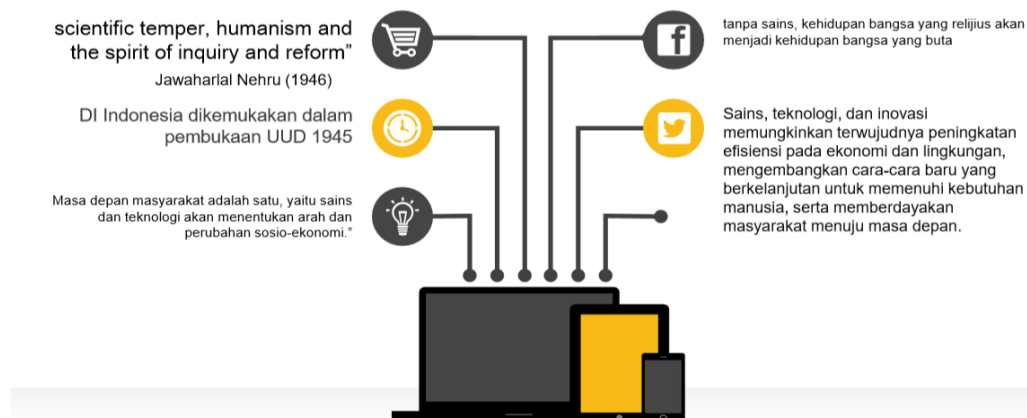 scientific temper, humanism and
the spirit of inquiry and reform”
Jawaharlal Nehru (1946)
DI Indonesia dikemukakan dalam
pembukaan UUD 1945
Masa depan masyarakat adalah satu, yaitu sains
dan teknologi akan menentukan arah dan
perubahan sosio-ekonomi.”
tanpa sains, kehidupan bangsa yang relijius akan
menjadi kehidupan bangsa yang buta
Sains, teknologi, dan inovasi
memungkinkan terwujudnya peningkatan
efisiensi pada ekonomi dan lingkungan,
mengembangkan cara-cara baru yang
berkelanjutan untuk memenuhi kebutuhan
manusia, serta memberdayakan
masyarakat menuju masa depan.